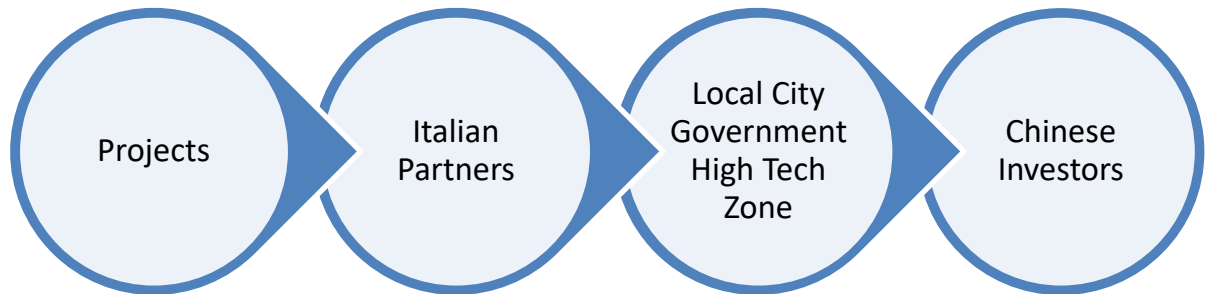 Projects
Italian
Partners
Local City
Government
High Tech
Zone
Chinese
Investors